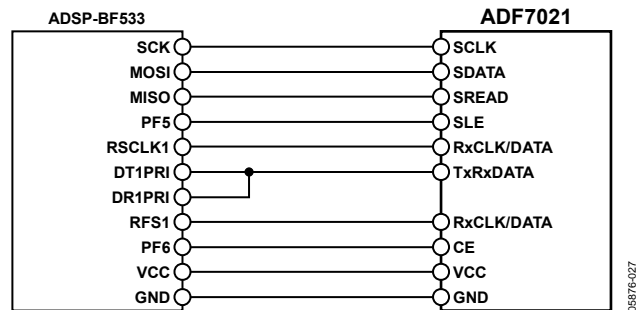 ADSP-BF533 ADF7021
SCK SCLK
MOSI SDATA
MISO SREAD
PF5 SLE
RSCLK1 RxCLK/DATA
DT1PRI TxRxDATA
DR1PRI
RFS1 RxCLK/DATA
PF6 CE
VCC VCC
GND GND
05876-027